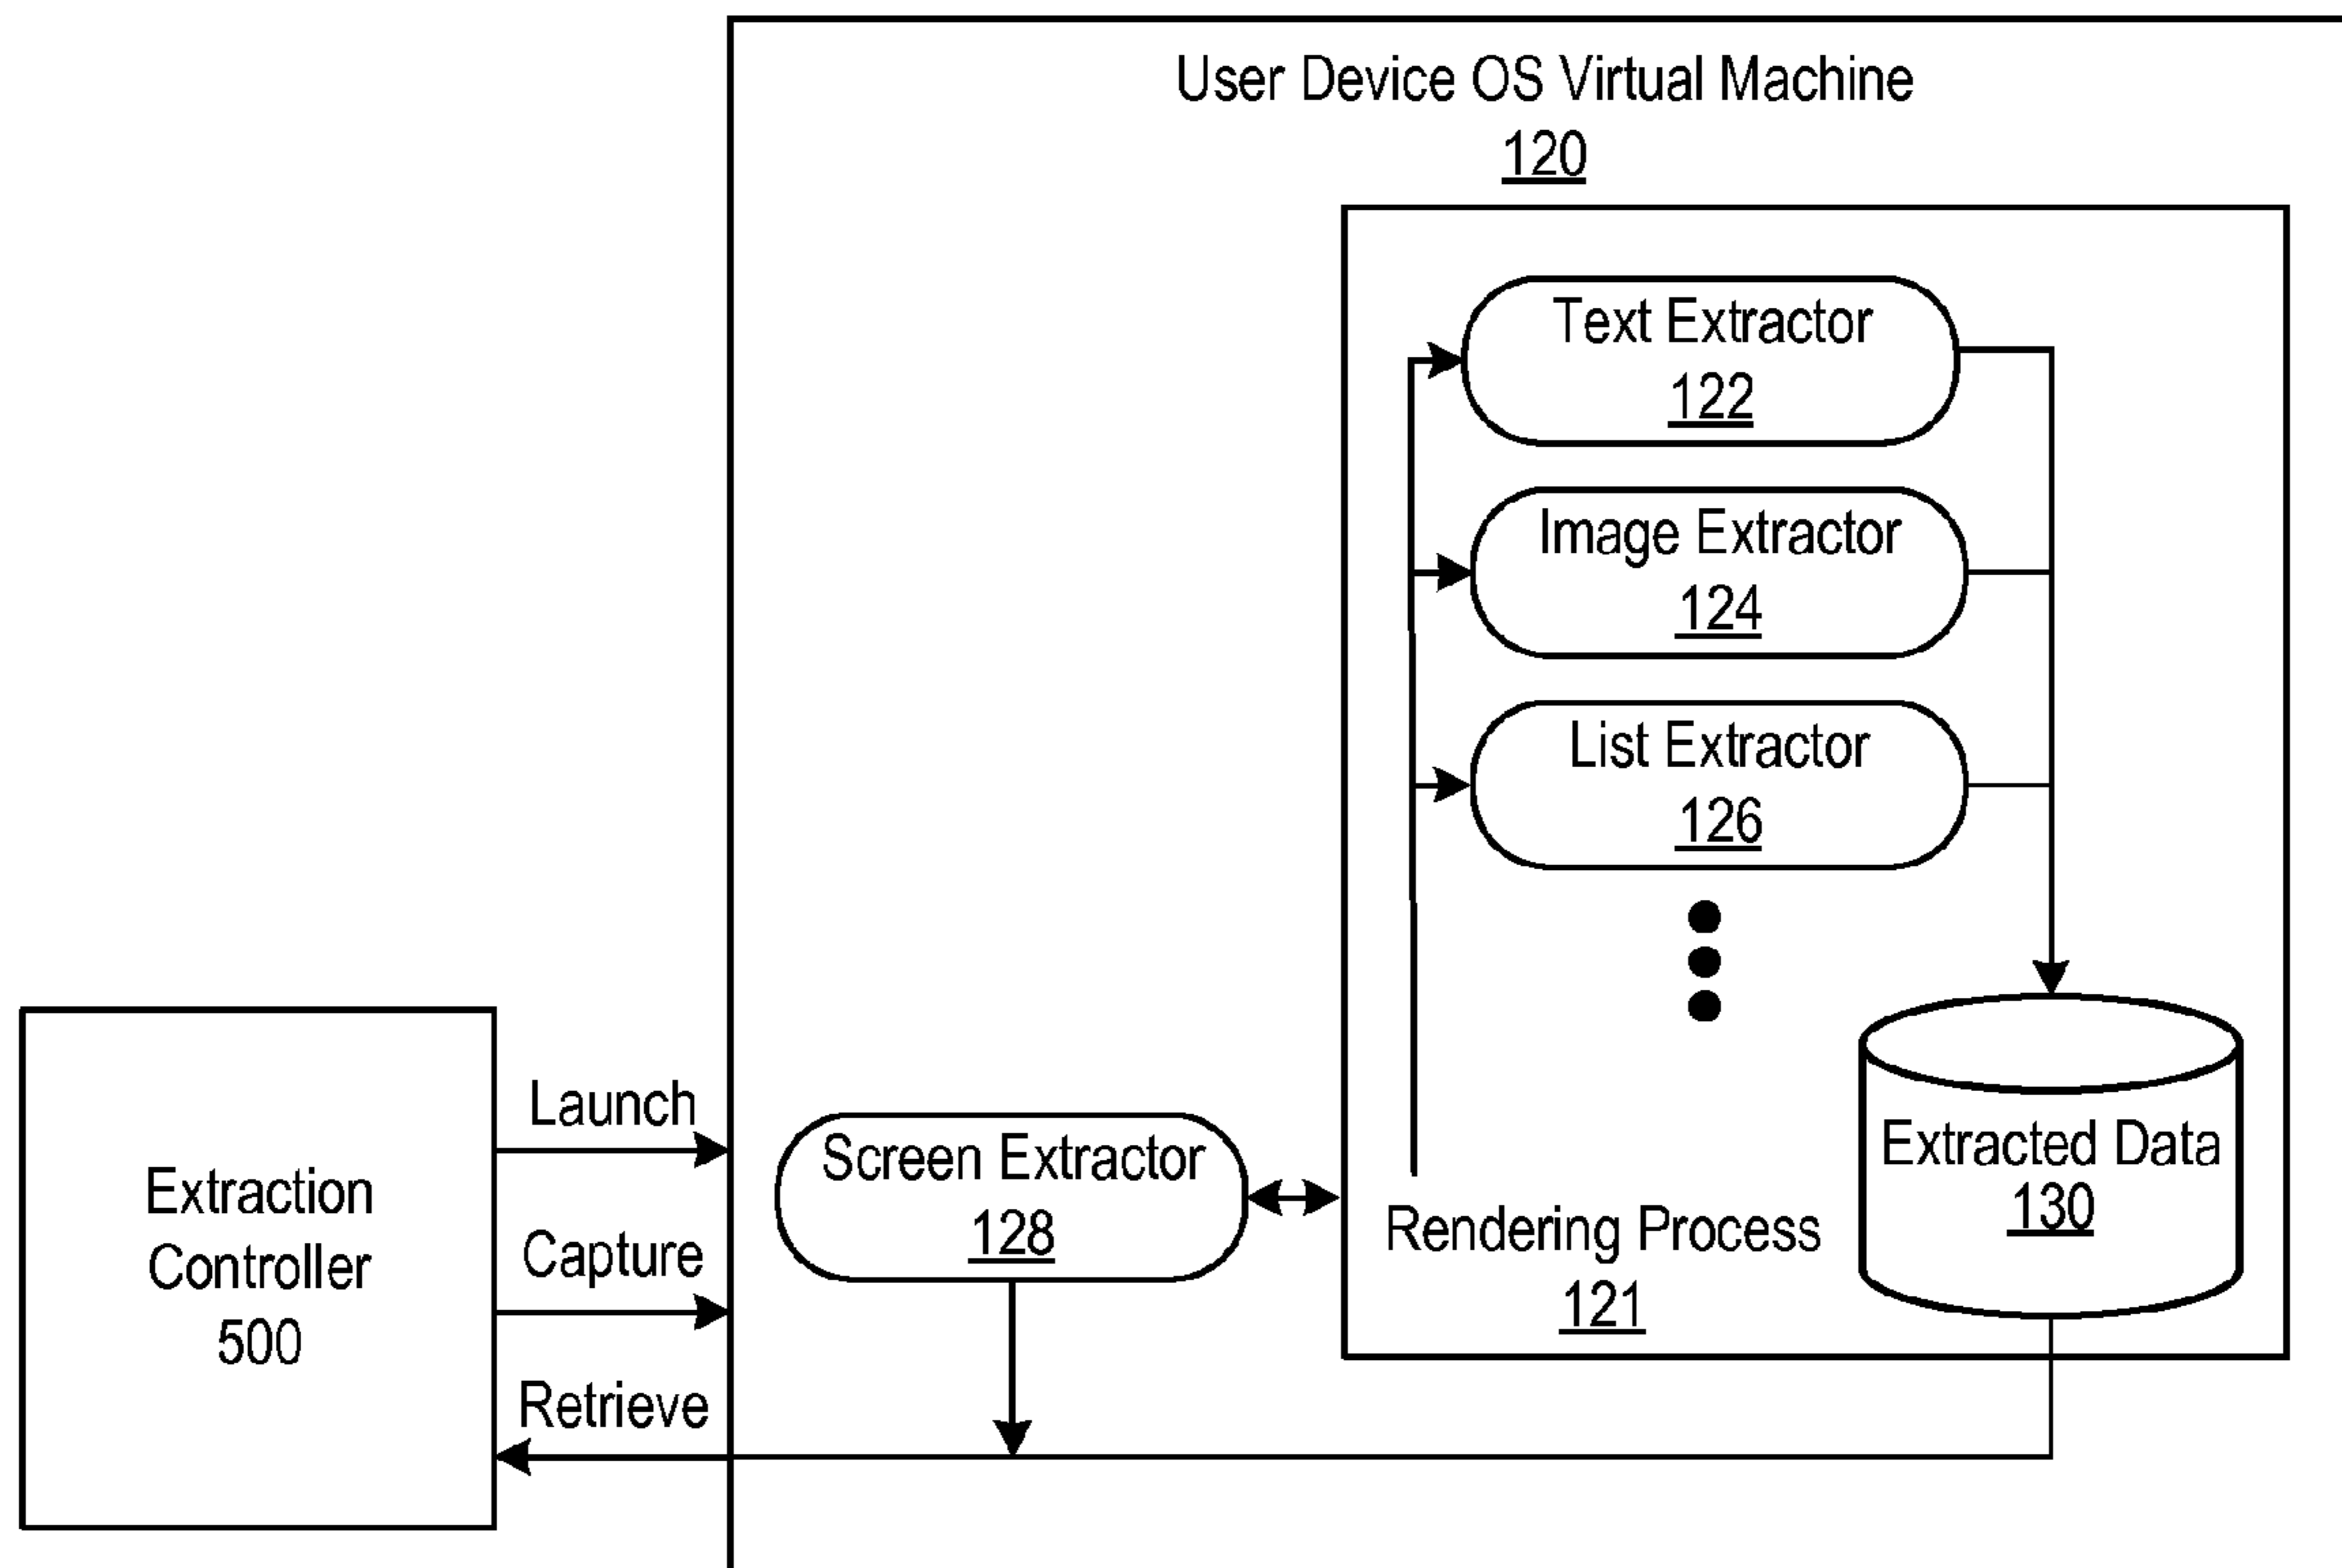 User Device OS Virtual Machine
120
Text Extractor
122
Image Extractor
124
List Extractor
126
Extracted Data
130
Rendering Process
121
Screen Extractor
128
Launch
Capture
Retrieve
Extraction
Controller
500